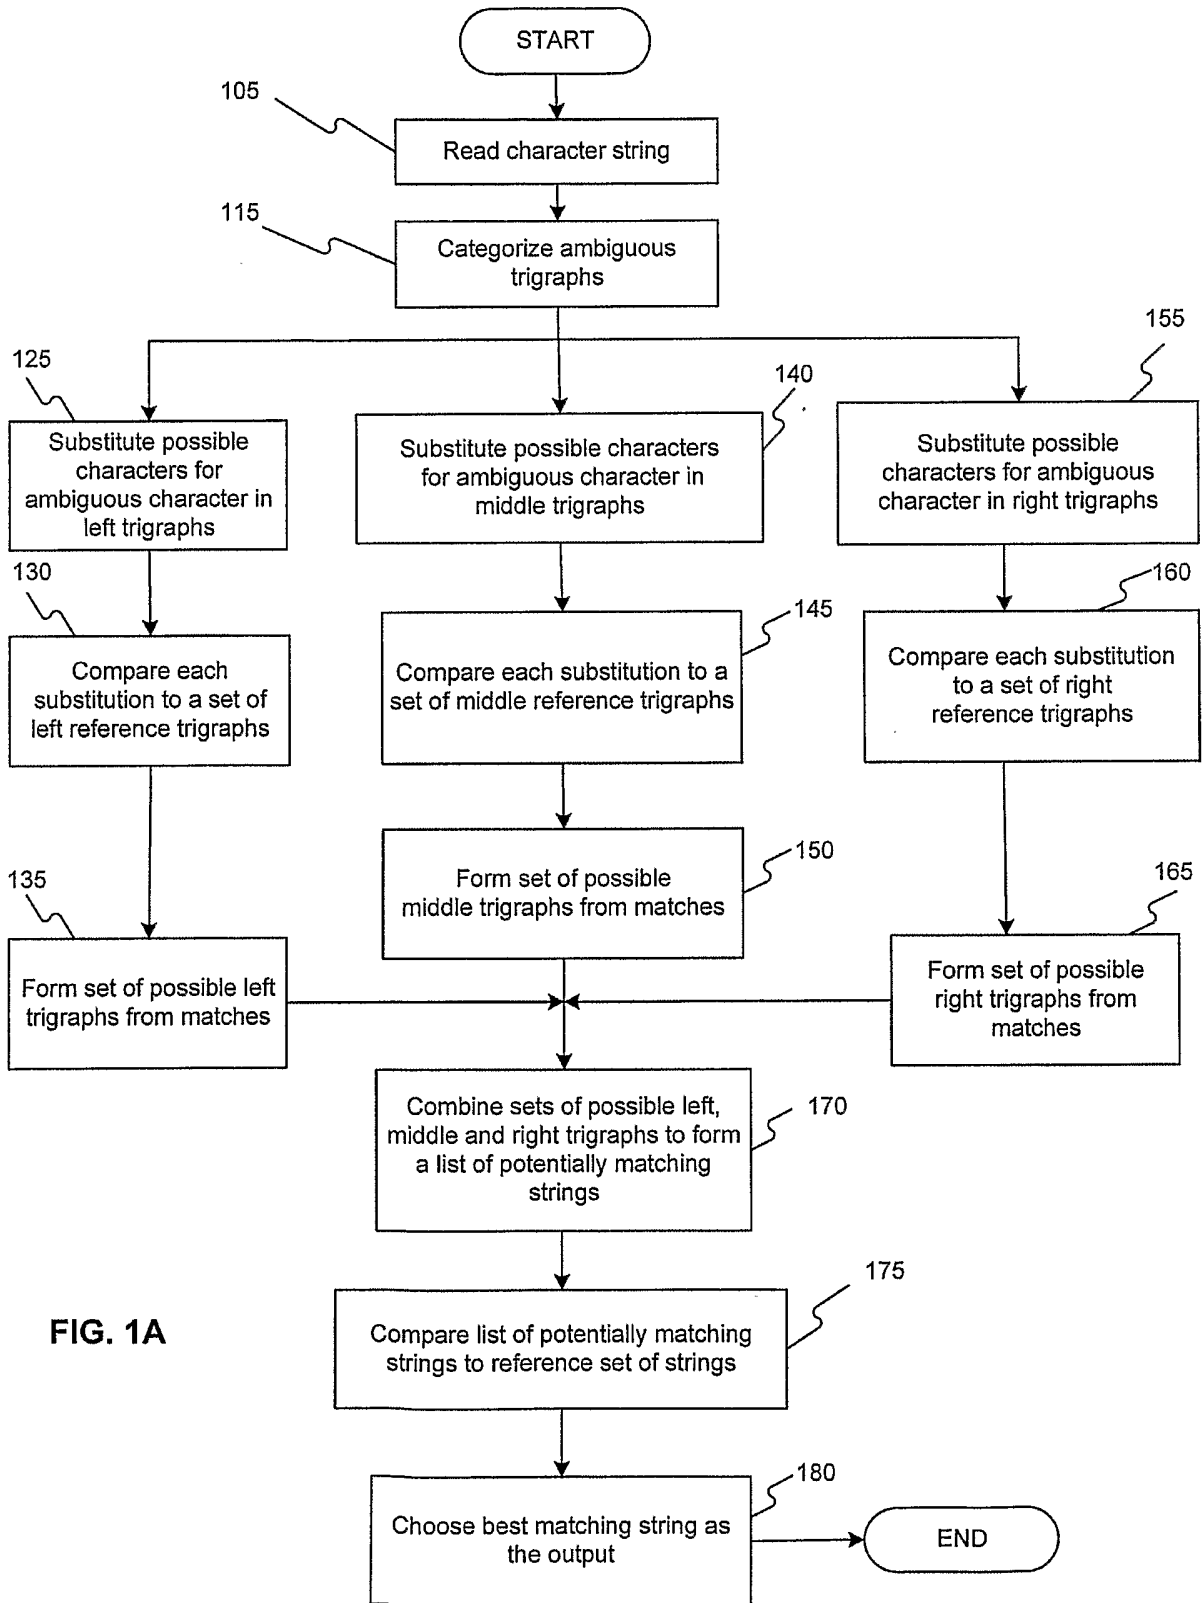 START
105
Read character string
115
Categorize ambiguous
trigraphs
125
Substitute possible
characters for
ambiguous character in
left trigraphs
140
Substitute possible characters
for ambiguous character in
middle trigraphs
155
Substitute possible
characters for ambiguous
character in right trigraphs
130
Compare each
substitution to a set of
left reference trigraphs
145
Compare each substitution to a
set of middle reference trigraphs
160
Compare each substitution
to a set of right
reference trigraphs
135
Form set of possible left
trigraphs from matches
150
Form set of possible
middle trigraphs from matches
165
Form set of possible
right trigraphs from
matches
170
Combine sets of possible left,
middle and right trigraphs to form
a list of potentially matching
strings
175
Compare list of potentially matching
strings to reference set of strings
FIG. 1A
180
Choose best matching string as
the output
END